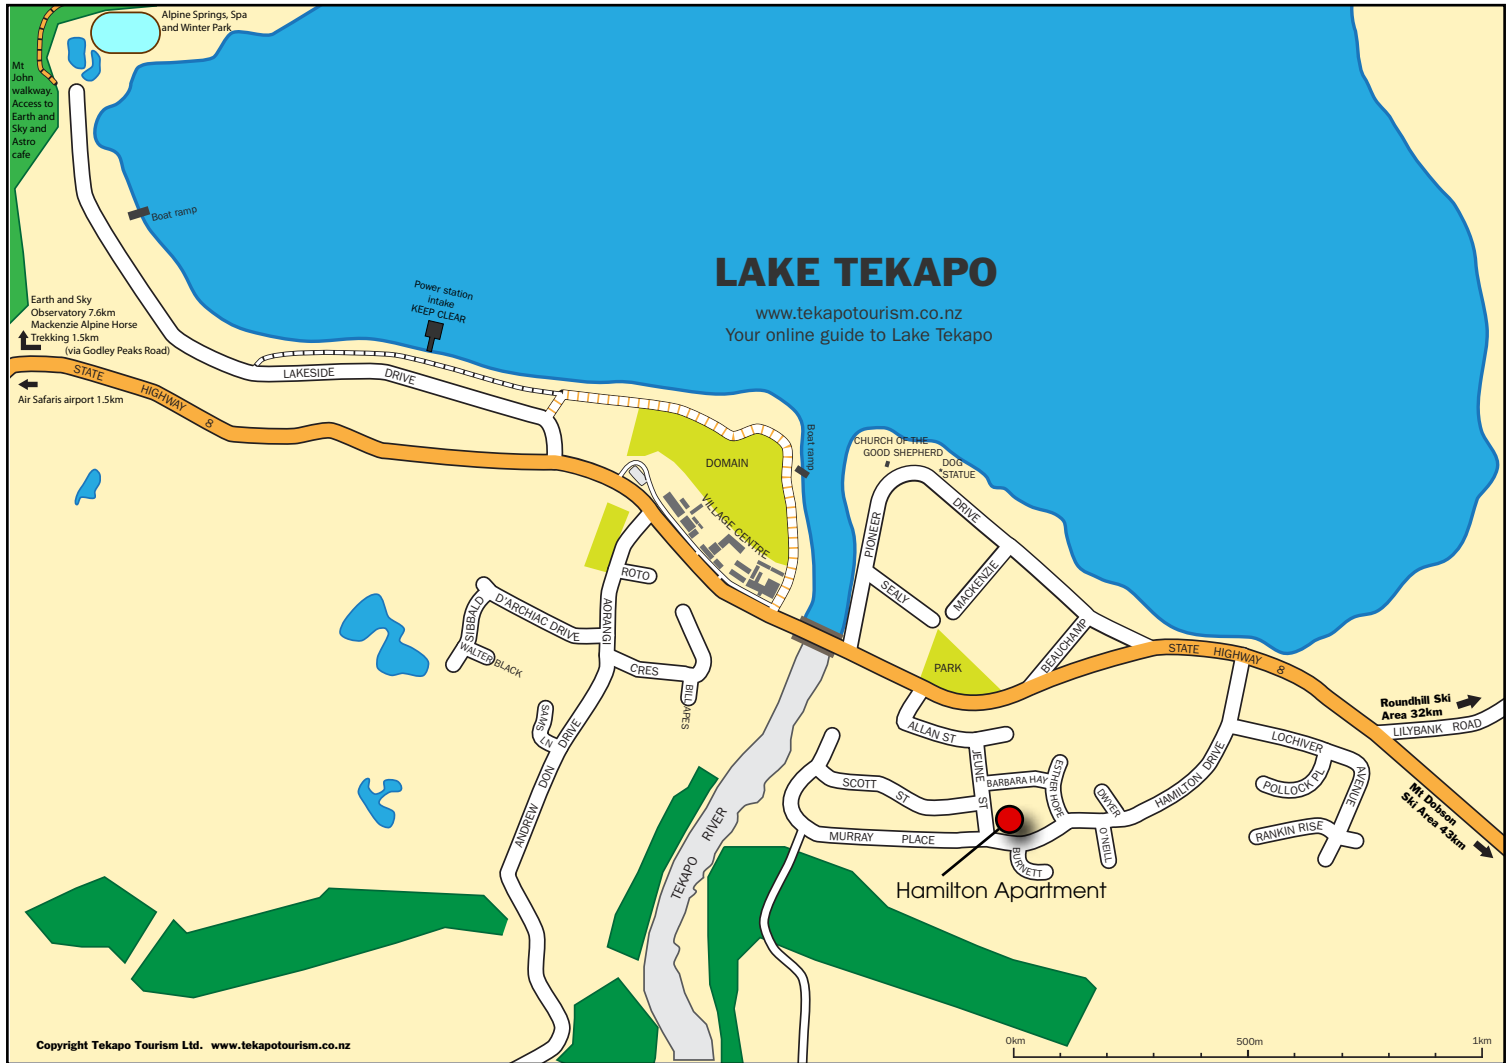 Alpine Springs, Spa
and Winter Park
Mt
John
walkway.
Access to
Earth and
Sky and
Astro
cafe
Boat ramp
Power station
intake
KEEP CLEAR
LAKE TEKAPO
www.tekapotourism.co.nz
Your online guide to Lake Tekapo
Earth and Sky
Observatory 7.6km
Mackenzie Alpine Horse
Trekking 1.5km
(via Godley Peaks Road)
STATE HIGHWAY 8
Air Safaris airport 1.5km
LAKESIDE DRIVE
Boat ramp
DOMAIN
VILLAGE CENTRE
CHURCH OF THE
GOOD SHEPHERD
DOG
STATUE
PIONEER DRIVE
SEALY
MACKENZIE
BEAUCHAMP
PARK
STATE HIGHWAY 8
ROTO
AORANGI
CRES
D'ARCHIAC DRIVE
SIBBALD
WALTER BLACK
BILL APES
SAMS LN
ANDREW DON DRIVE
TEKAPO RIVER
ALLAN ST
JEUNE ST
SCOTT ST
BARBARA HAY
ESTHER HOPE
MURRAY PLACE
BURNETT
DWYER
O'NEILL
HAMILTON DRIVE
LOCHIVER AVENUE
POLLOCK PL
RANKIN RISE
Roundhill Ski
Area 32km
LILYBANK ROAD
Mt Dobson
Ski Area 43km
Hamilton Apartment
Copyright Tekapo Tourism Ltd. www.tekapotourism.co.nz
0km 500m 1km